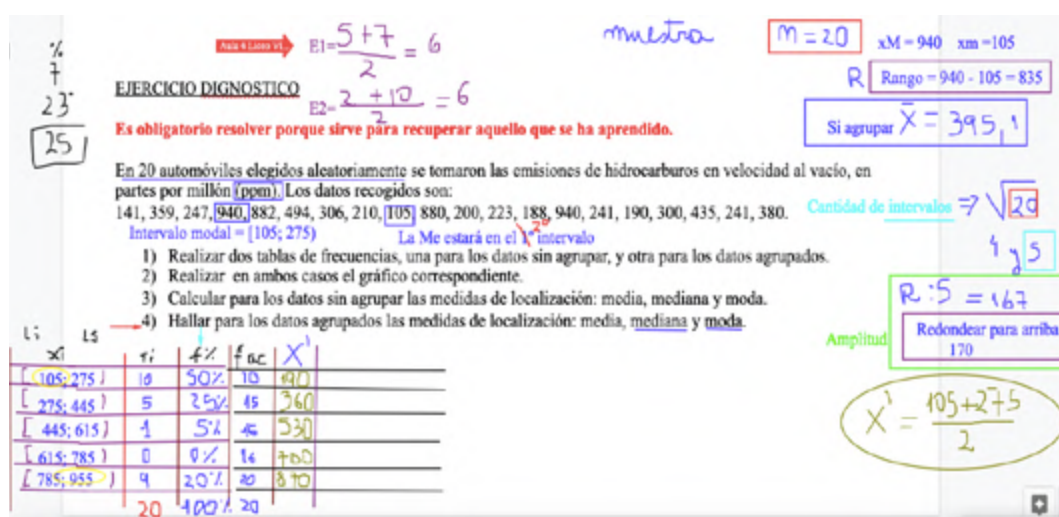 %
7
23
25
Aula 4 Liceo VL.
E1= 5+7 / 2 = 6
muestra
n=20
xM = 940 xm =105
R
Rango = 940 - 105 = 835
EJERCICIO DIGNOSTICO
E2= 2 +10 / 2 = 6
Es obligatorio resolver porque sirve para recuperar aquello que se ha aprendido.
Si agrupar X̄ = 395,1
En 20 automóviles elegidos aleatoriamente se tomaron las emisiones de hidrocarburos en velocidad al vacío, en
partes por millón (ppm). Los datos recogidos son:
141, 359, 247, 940, 882, 494, 306, 210, 105, 880, 200, 223, 188, 940, 241, 190, 300, 435, 241, 380.
Cantidad de intervalos ⇒ √20
Intervalo modal = [105; 275)
La Me estará en el 1° 2° intervalo
4 y 5
1) Realizar dos tablas de frecuencias, una para los datos sin agrupar, y otra para los datos agrupados.
2) Realizar en ambos casos el gráfico correspondiente.
3) Calcular para los datos sin agrupar las medidas de localización: media, mediana y moda.
4) Hallar para los datos agrupados las medidas de localización: media, mediana y moda.
R:5 = 167
Amplitud
Redondear para arriba
170
Li Ls
xi fi f% fac X'
[ 105; 275 ) 10 50% 10 190
[ 275; 445 ) 5 25% 15 360
[ 445; 615 ) 1 5% 16 530
[ 615; 785 ) 0 0% 16 700
[ 785; 955 ) 4 20% 20 870
20 100% 20
X' = 105+275 / 2